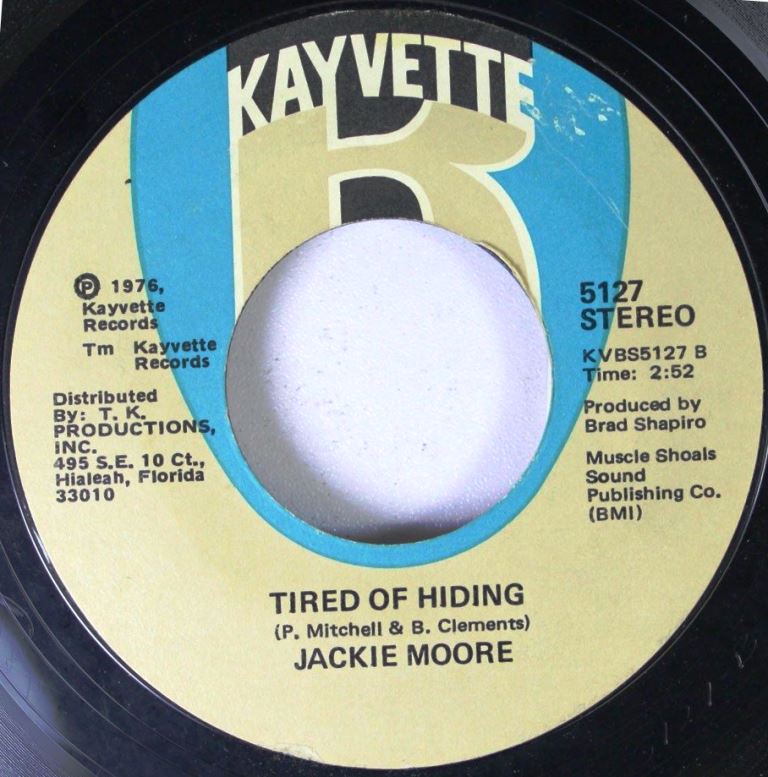 KAYVETTE
K
℗ 1976,
Kayvette
Records
Tm Kayvette
Records
Distributed
By: T. K.
PRODUCTIONS,
INC.
495 S.E. 10 Ct.,
Hialeah, Florida
33010
5127
STEREO
KVBS5127 B
Time: 2:52
Produced by
Brad Shapiro
Muscle Shoals
Sound
Publishing Co.
(BMI)
TIRED OF HIDING
(P. Mitchell & B. Clements)
JACKIE MOORE